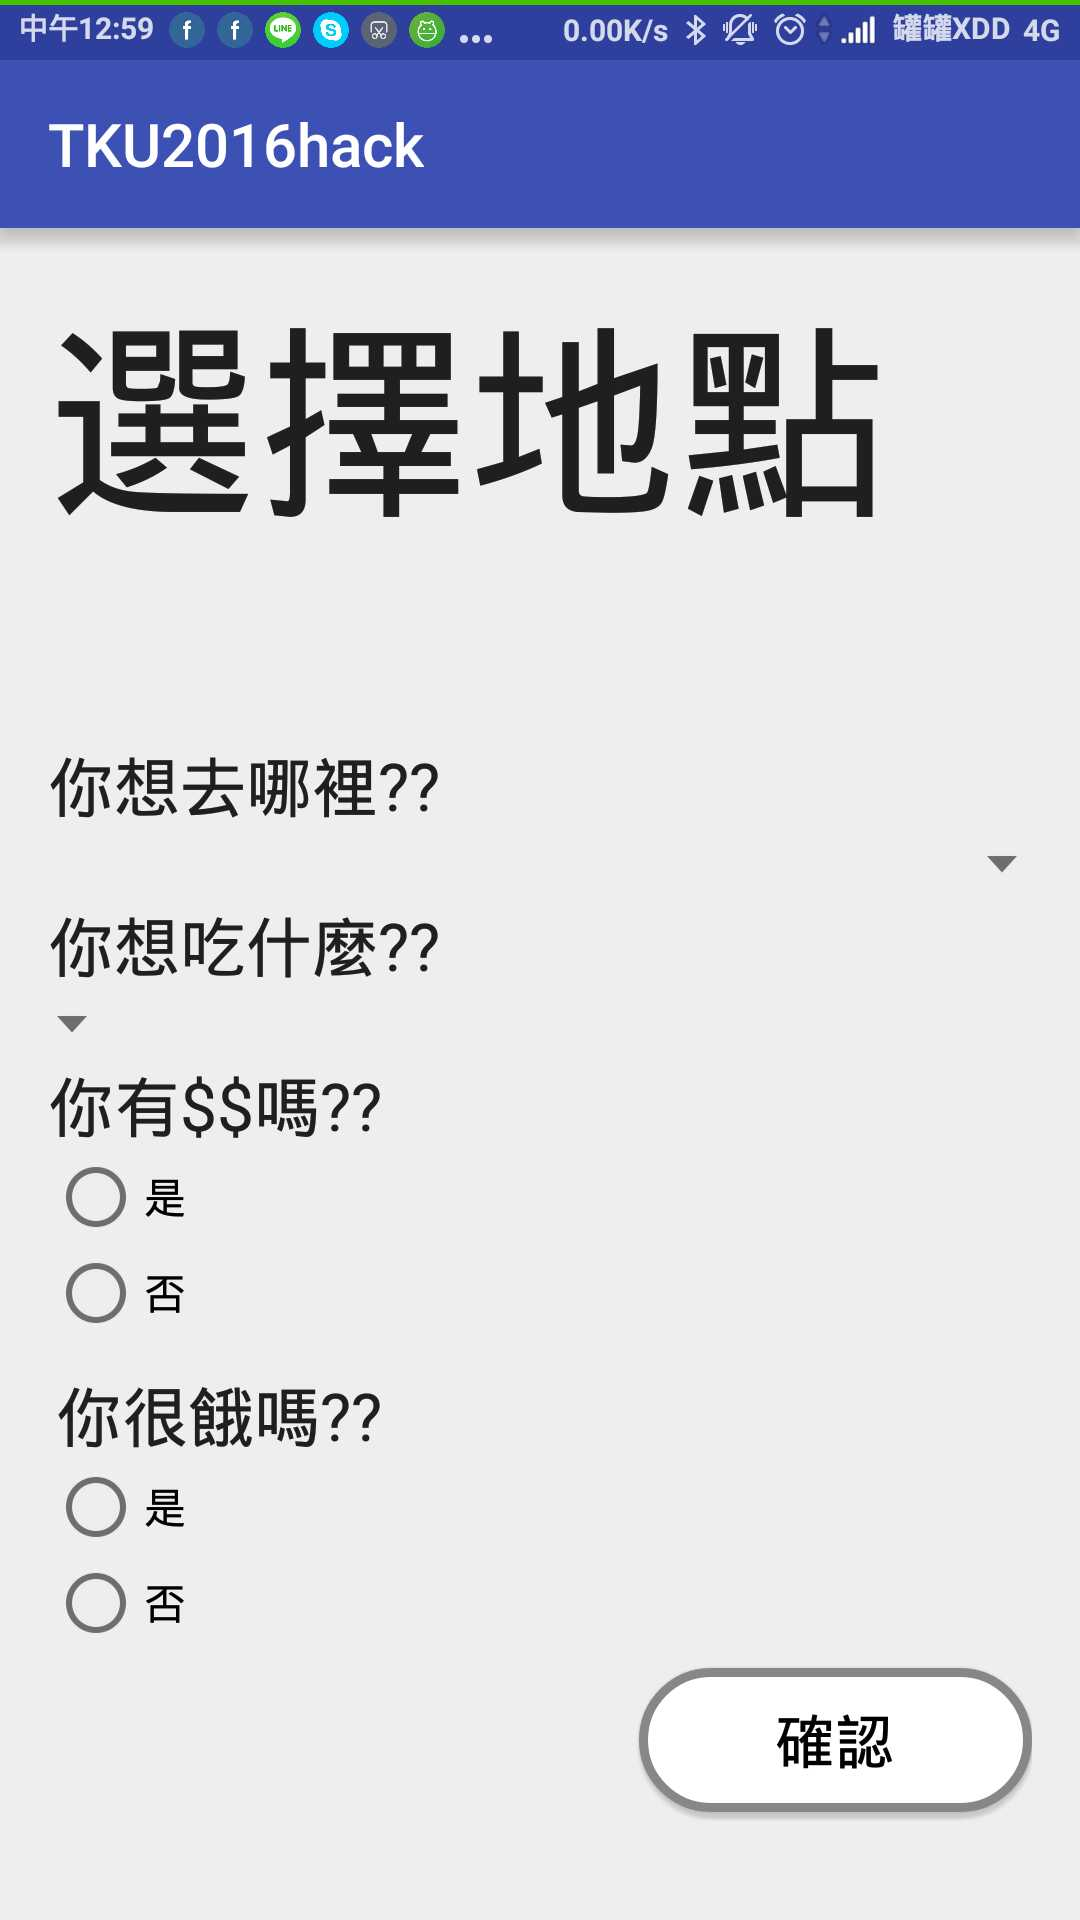 中午12:59 f f LINE S ... 0.00K/s 罐罐XDD 4G
TKU2016hack
選擇地點
你想去哪裡??
你想吃什麼??
你有$$嗎??
是
否
你很餓嗎??
是
否
確認